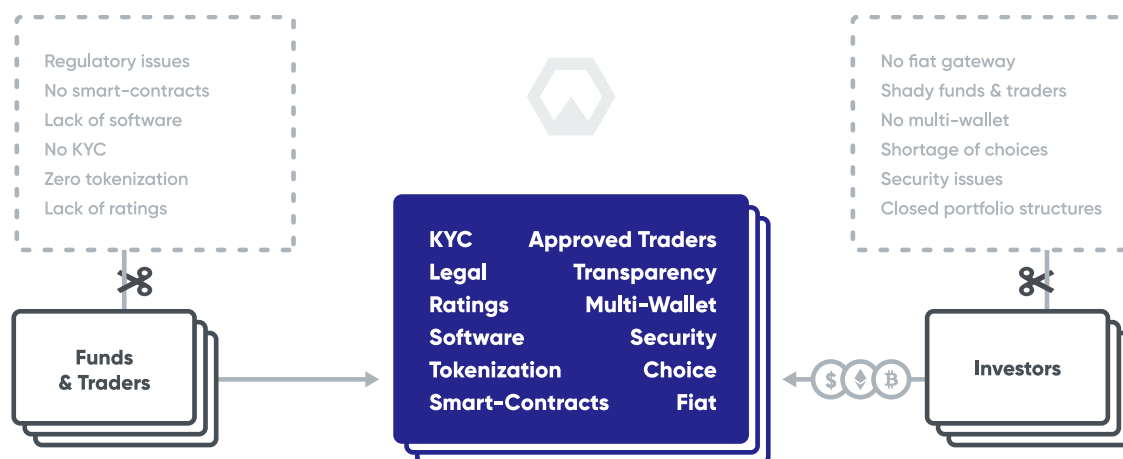 Regulatory issues
No smart-contracts
Lack of software
No KYC
Zero tokenization
Lack of ratings
No fiat gateway
Shady funds & traders
No multi-wallet
Shortage of choices
Security issues
Closed portfolio structures
KYC Approved Traders
Legal Transparency
Ratings Multi-Wallet
Software Security
Tokenization Choice
Smart-Contracts Fiat
Funds
& Traders
$
Investors